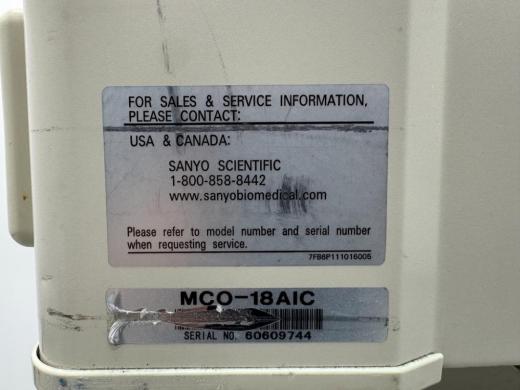 FOR SALES & SERVICE INFORMATION,
PLEASE CONTACT:
USA & CANADA:
SANYO SCIENTIFIC
1-800-858-8442
www.sanyobiomedical.com
Please refer to model number and serial number
when requesting service.
7FB6P111016005
MCO-18AIC
SERIAL NO. 60609744